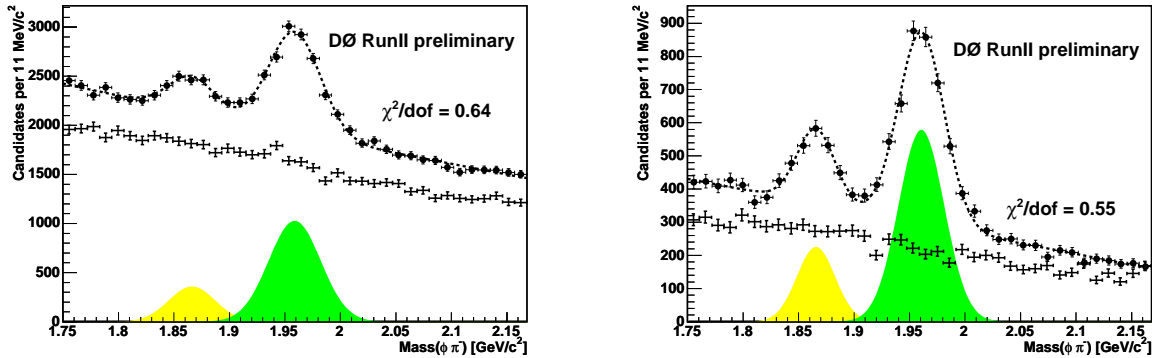 Candidates per 11 MeV/c²
3000
2500
2000
1500
1000
500
0
DØ RunII preliminary
χ²/dof = 0.64
1.75 1.8 1.85 1.9 1.95 2 2.05 2.1 2.15
Mass(ϕ π⁻) [GeV/c²]
Candidates per 11 MeV/c²
900
800
700
600
500
400
300
200
100
0
DØ RunII preliminary
χ²/dof = 0.55
1.75 1.8 1.85 1.9 1.95 2 2.05 2.1 2.15
Mass(ϕ π⁻) [GeV/c²]